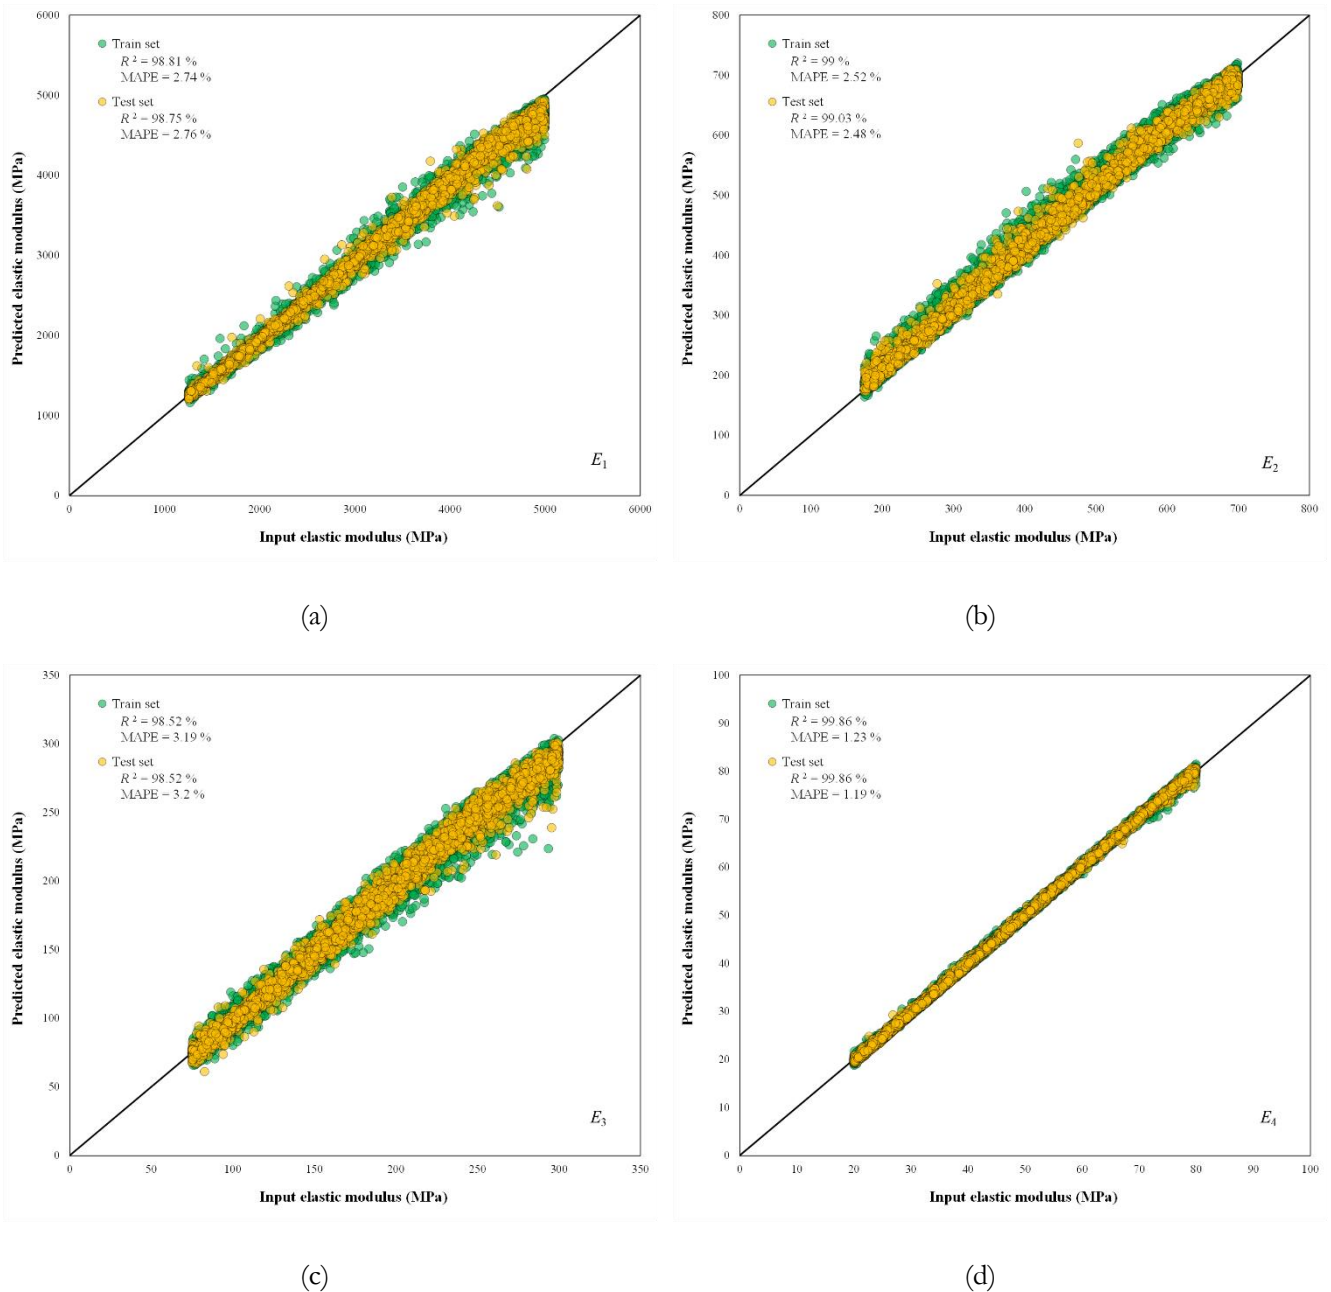 6000
5000
4000
3000
2000
1000
0
0 1000 2000 3000 4000 5000 6000
Predicted elastic modulus (MPa)
Input elastic modulus (MPa)
Train set
R² = 98.81 %
MAPE = 2.74 %
Test set
R² = 98.75 %
MAPE = 2.76 %
E₁
(a)
800
700
600
500
400
300
200
100
0
0 100 200 300 400 500 600 700 800
Predicted elastic modulus (MPa)
Input elastic modulus (MPa)
Train set
R² = 99 %
MAPE = 2.52 %
Test set
R² = 99.03 %
MAPE = 2.48 %
E₂
(b)
350
300
250
200
150
100
50
0
0 50 100 150 200 250 300 350
Predicted elastic modulus (MPa)
Input elastic modulus (MPa)
Train set
R² = 98.52 %
MAPE = 3.19 %
Test set
R² = 98.52 %
MAPE = 3.2 %
E₃
(c)
100
90
80
70
60
50
40
30
20
10
0
0 10 20 30 40 50 60 70 80 90 100
Predicted elastic modulus (MPa)
Input elastic modulus (MPa)
Train set
R² = 99.86 %
MAPE = 1.23 %
Test set
R² = 99.86 %
MAPE = 1.19 %
E₄
(d)